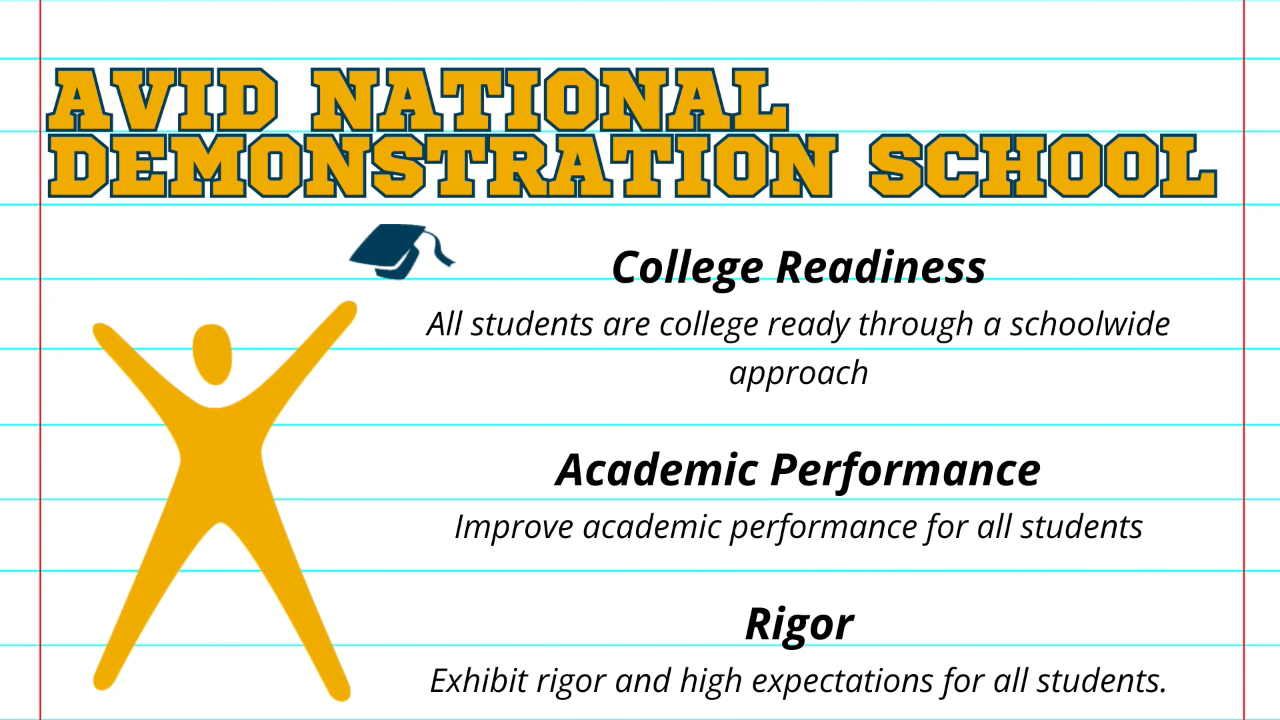 AVID NATIONAL
DEMONSTRATION SCHOOL
College Readiness
All students are college ready through a schoolwide
approach
Academic Performance
Improve academic performance for all students
Rigor
Exhibit rigor and high expectations for all students.